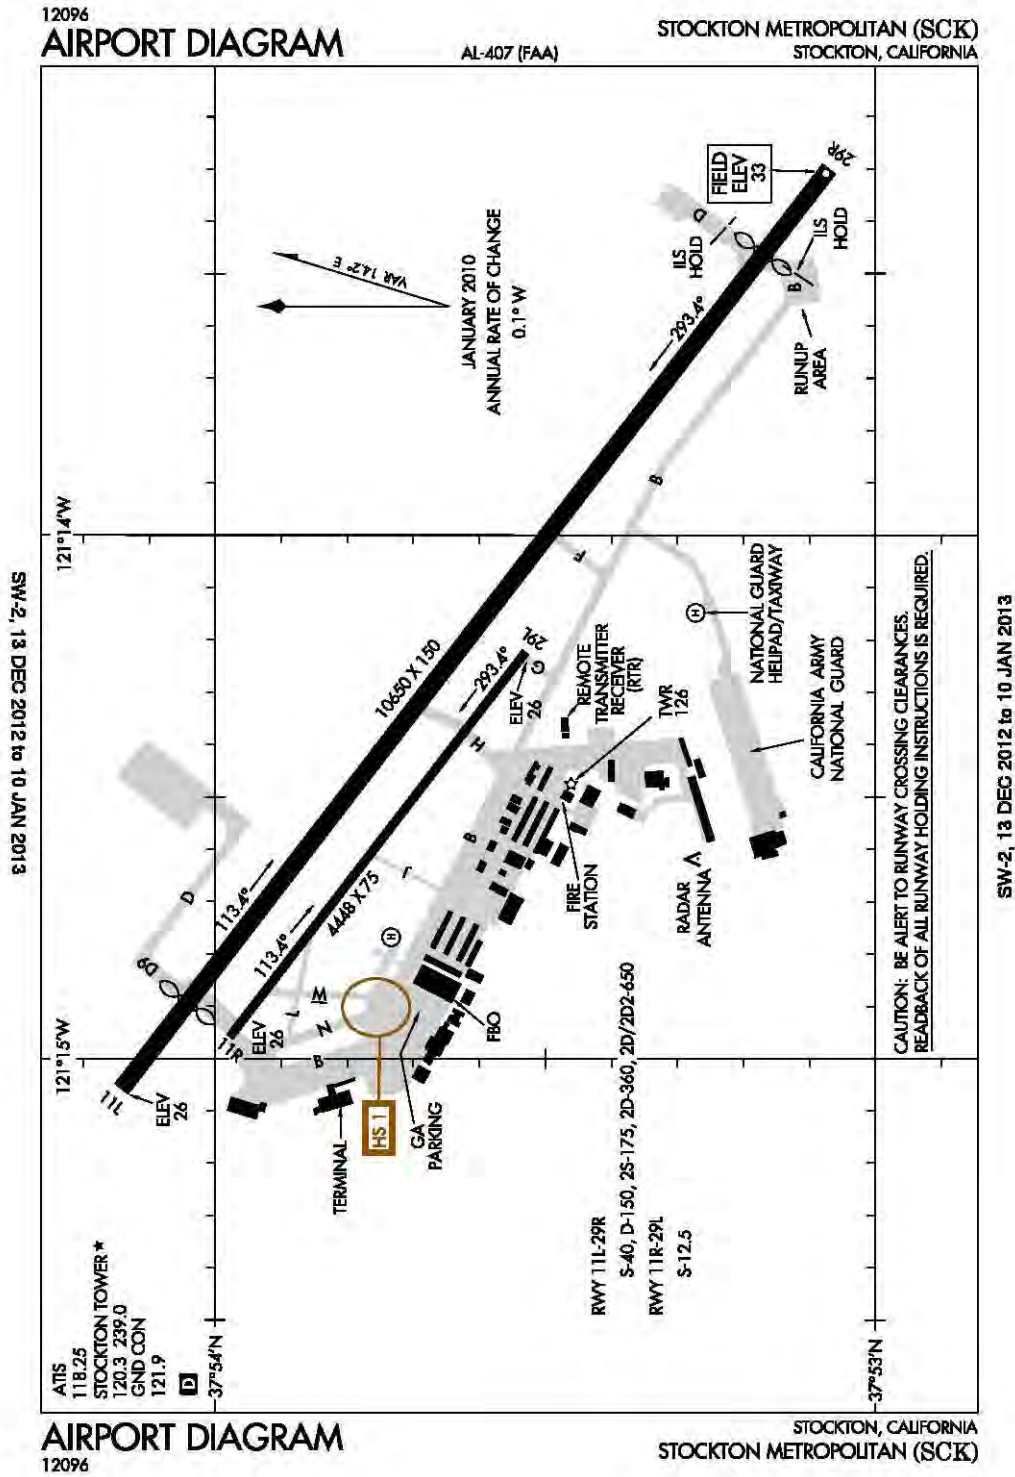 12096
AIRPORT DIAGRAM
AL-407 (FAA)
STOCKTON METROPOLITAN (SCK)
STOCKTON, CALIFORNIA
FIELD
ELEV
33
29R
D
ILS
HOLD
ILS
HOLD
B
RUNUP
AREA
VAR 14.2° E
JANUARY 2010
ANNUAL RATE OF CHANGE
0.1° W
293.4°
B
121°14'W
F
H
NATIONAL GUARD
HELIPAD/TAXIWAY
10650 X 150
29L
G
293.4°
ELEV
26
REMOTE
TRANSMITTER
RECEIVER
(RTR)
TWR
126
CALIFORNIA ARMY
NATIONAL GUARD
H
B
J
4448 X 75
FIRE
STATION
RADAR
ANTENNA
D
113.4°
113.4°
H
D9
M
L
N
B
ELEV
26
11R
FBO
121°15'W
11L
ELEV
26
TERMINAL
HS 1
GA
PARKING
CAUTION: BE ALERT TO RUNWAY CROSSING CLEARANCES.
READBACK OF ALL RUNWAY HOLDING INSTRUCTIONS IS REQUIRED.
RWY 11L-29R
S-40, D-150, 2S-175, 2D-360, 2D/2D2-650
RWY 11R-29L
S-12.5
ATIS
118.25
STOCKTON TOWER ★
120.3 239.0
GND CON
121.9
D
37°54'N
37°53'N
SW-2, 13 DEC 2012 to 10 JAN 2013
SW-2, 13 DEC 2012 to 10 JAN 2013
AIRPORT DIAGRAM
12096
STOCKTON, CALIFORNIA
STOCKTON METROPOLITAN (SCK)